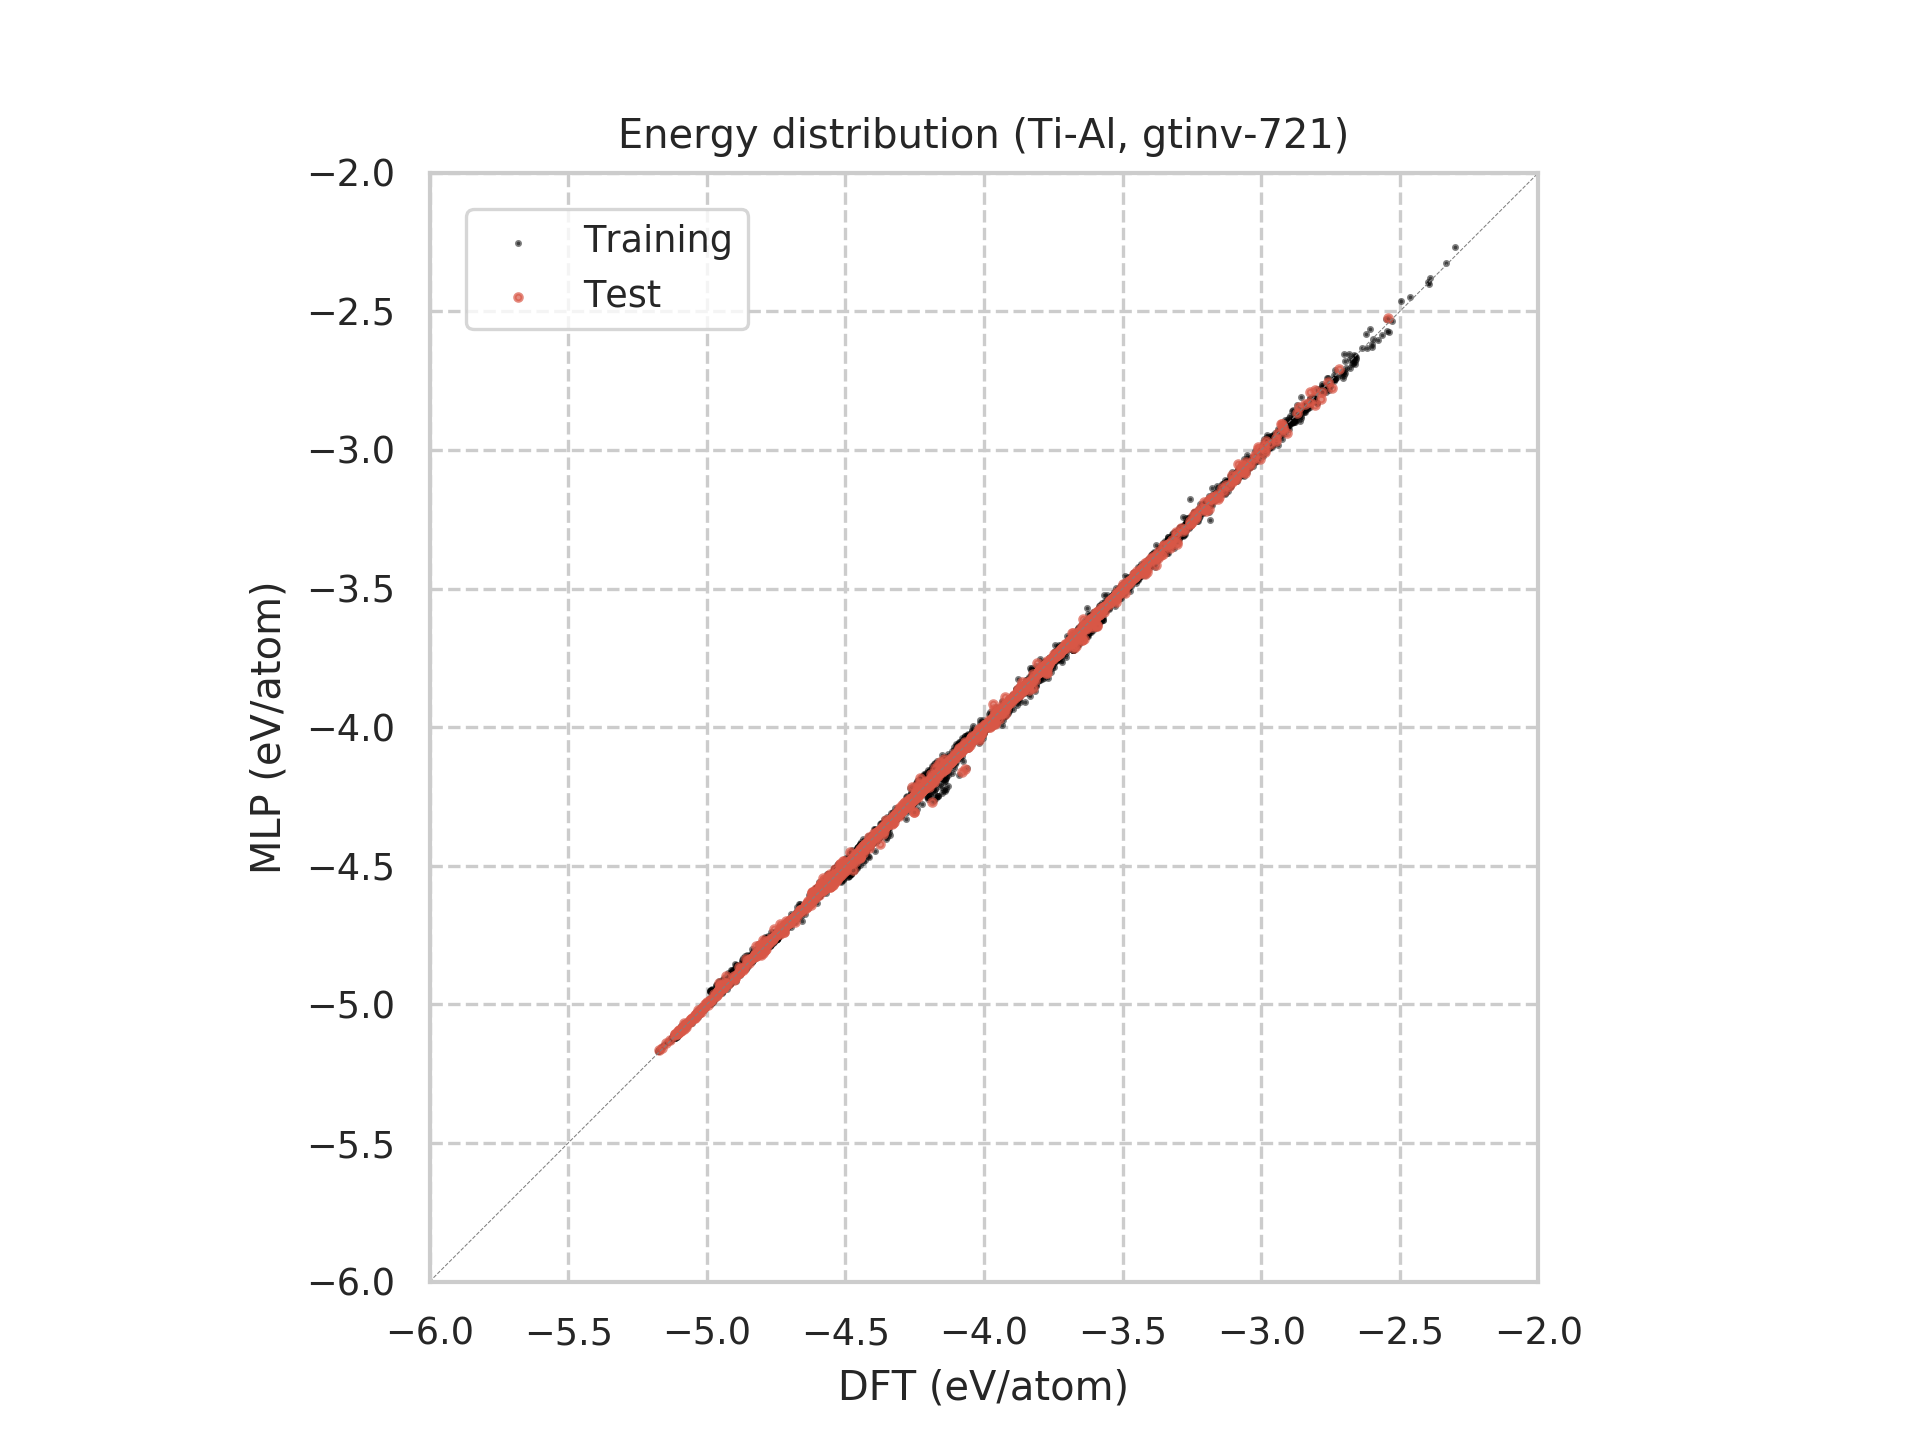 Energy distribution (Ti-Al, gtinv-721)
Training
Test
−2.0
−2.5
−3.0
−3.5
−4.0
−4.5
−5.0
−5.5
−6.0
MLP (eV/atom)
−6.0 −5.5 −5.0 −4.5 −4.0 −3.5 −3.0 −2.5 −2.0
DFT (eV/atom)